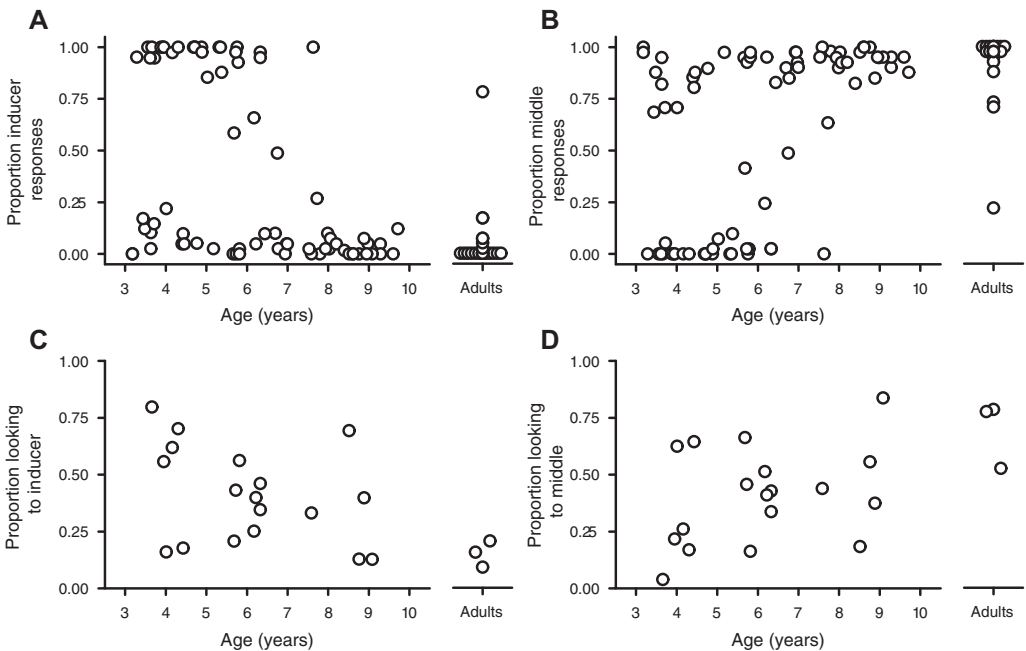 A
Proportion inducer
responses
1.00
0.75
0.50
0.25
0.00
3 4 5 6 7 8 9 10 Adults
Age (years)
B
Proportion middle
responses
1.00
0.75
0.50
0.25
0.00
3 4 5 6 7 8 9 10 Adults
Age (years)
C
Proportion looking
to inducer
1.00
0.75
0.50
0.25
0.00
3 4 5 6 7 8 9 10 Adults
Age (years)
D
Proportion looking
to middle
1.00
0.75
0.50
0.25
0.00
3 4 5 6 7 8 9 10 Adults
Age (years)